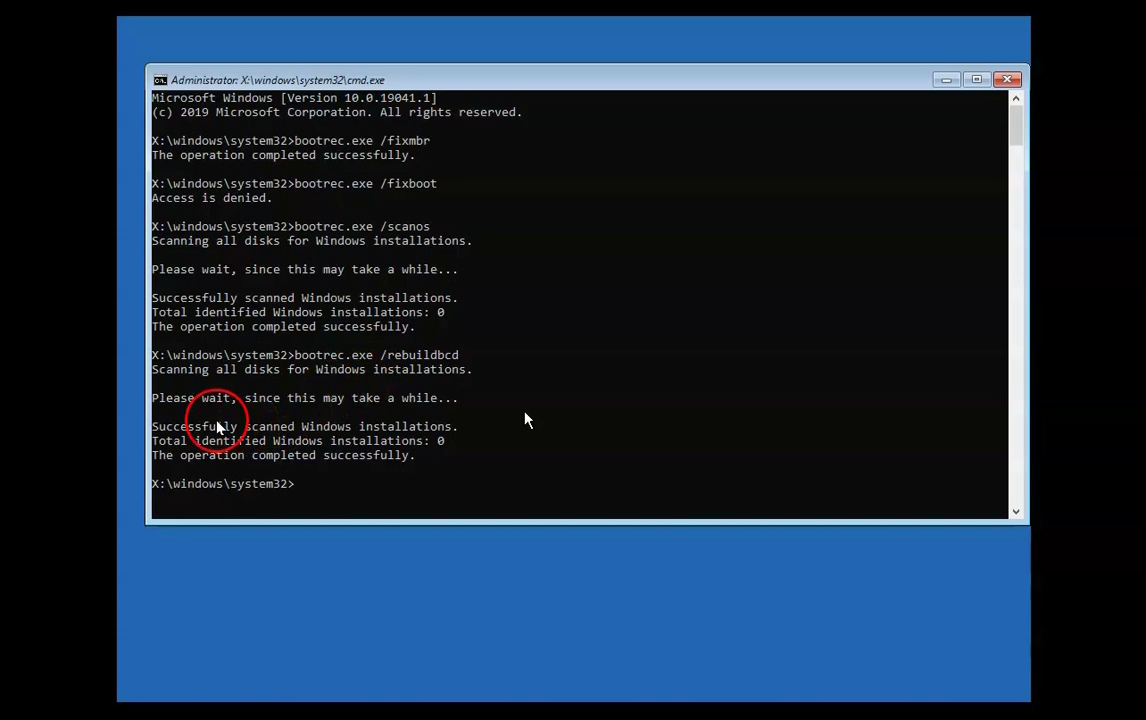 Administrator: X:\windows\system32\cmd.exe
Microsoft Windows [Version 10.0.19041.1]
(c) 2019 Microsoft Corporation. All rights reserved.
X:\windows\system32>bootrec.exe /fixmbr
The operation completed successfully.
X:\windows\system32>bootrec.exe /fixboot
Access is denied.
X:\windows\system32>bootrec.exe /scanos
Scanning all disks for Windows installations.
Please wait, since this may take a while...
Successfully scanned Windows installations.
Total identified Windows installations: 0
The operation completed successfully.
X:\windows\system32>bootrec.exe /rebuildbcd
Scanning all disks for Windows installations.
Please wait, since this may take a while...
Successfully scanned Windows installations.
Total identified Windows installations: 0
The operation completed successfully.
X:\windows\system32>